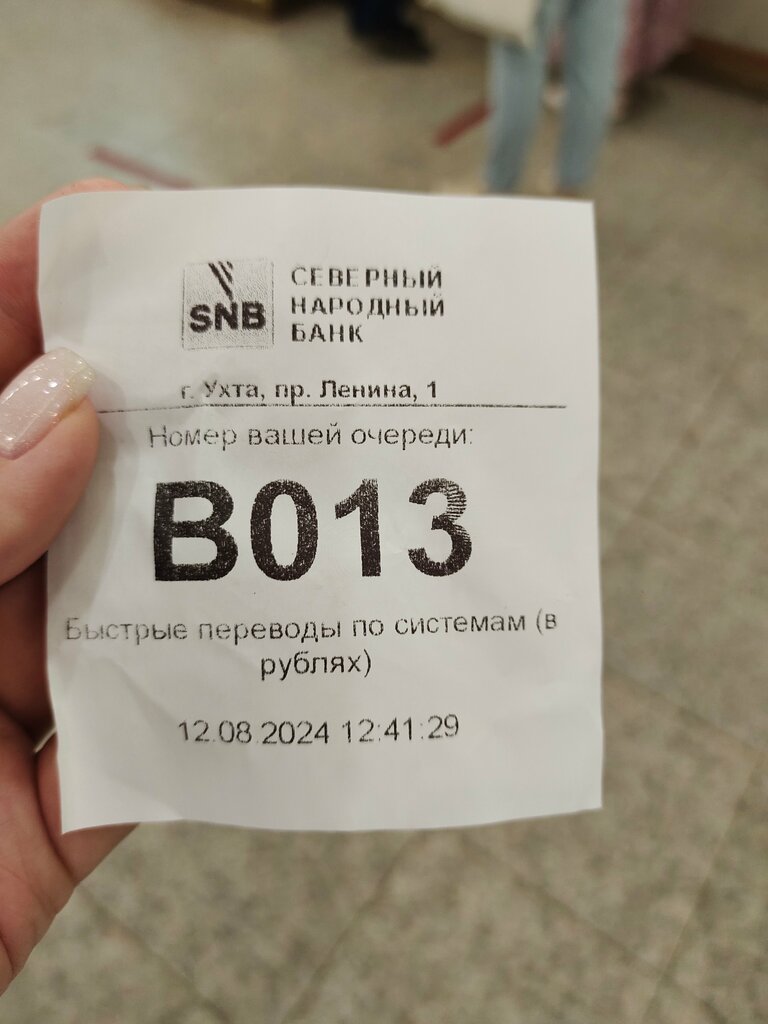 SNB
СЕВЕРНЫЙ
НАРОДНЫЙ
БАНК
г. Ухта, пр. Ленина, 1
Номер вашей очереди:
В013
Быстрые переводы по системам (в
рублях)
12.08.2024 12:41:29